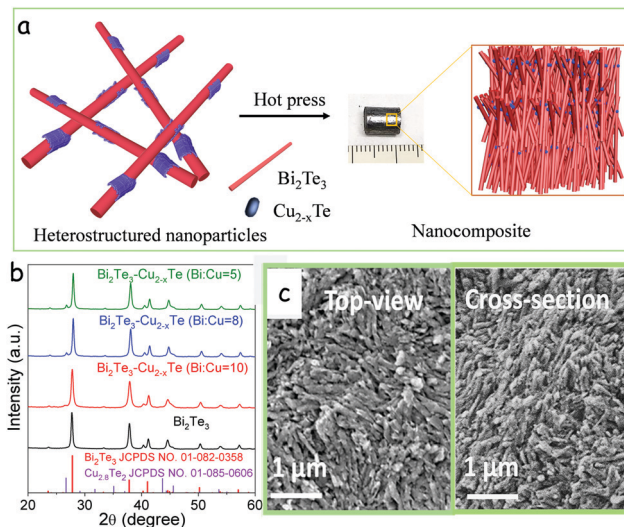 a
Hot press
Bi₂Te₃
Cu₂₋ₓTe
Heterostructured nanoparticles
Nanocomposite
b
Bi₂Te₃-Cu₂₋ₓTe (Bi:Cu=5)
Bi₂Te₃-Cu₂₋ₓTe (Bi:Cu=8)
Bi₂Te₃-Cu₂₋ₓTe (Bi:Cu=10)
Bi₂Te₃
Bi₂Te₃ JCPDS NO. 01-082-0358
Cu₂.₈Te₂ JCPDS NO. 01-085-0606
Intensity (a.u.)
20 30 40 50 60
2θ (degree)
c
Top-view
1 μm
Cross-section
1 μm